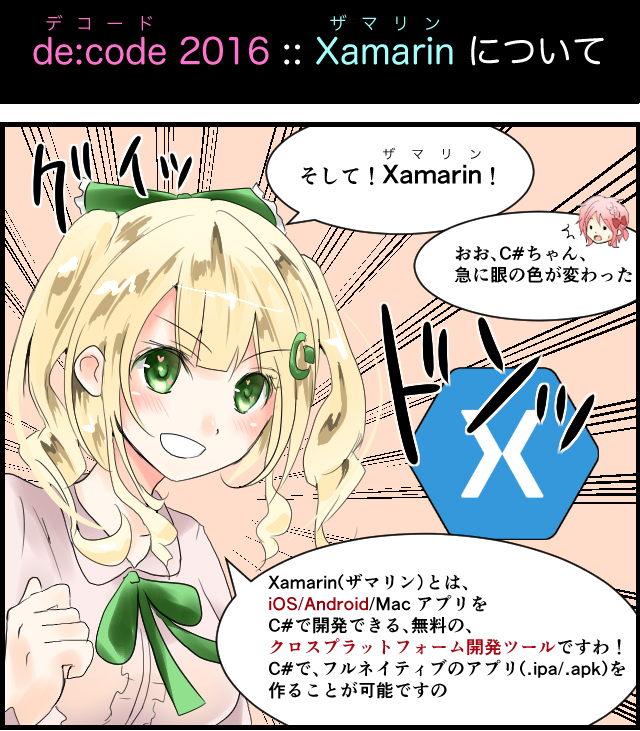 デコード ザマリン
de:code 2016 :: Xamarin について
グイッ
ザマリン
そして！Xamarin！
おお、C#ちゃん、
急に眼の色が変わった
ドンッ
X
Xamarin(ザマリン)とは、
iOS/Android/Mac アプリを
C#で開発できる、無料の、
クロスプラットフォーム開発ツールですわ！
C#で、フルネイティブのアプリ(.ipa/.apk)を
作ることが可能ですの